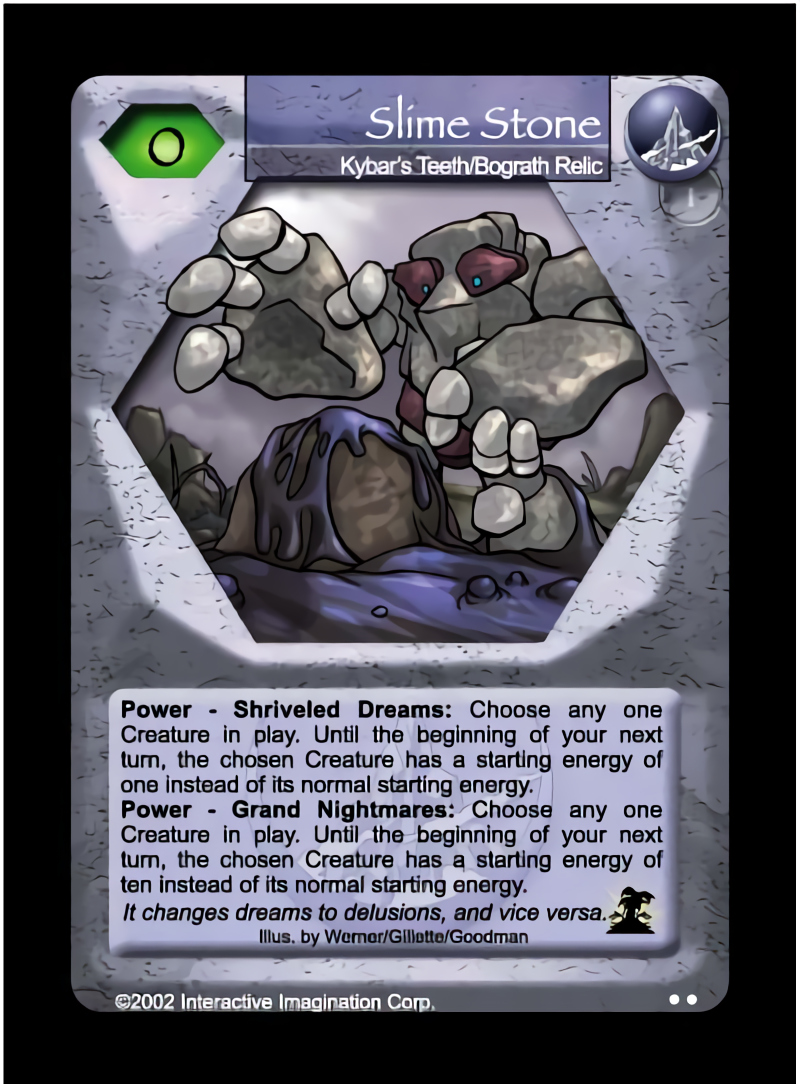 0
Slime Stone
Kybar's Teeth/Bograth Relic
Power - Shriveled Dreams: Choose any one
Creature in play. Until the beginning of your next
turn, the chosen Creature has a starting energy of
one instead of its normal starting energy.
Power - Grand Nightmares: Choose any one
Creature in play. Until the beginning of your next
turn, the chosen Creature has a starting energy of
ten instead of its normal starting energy.
It changes dreams to delusions, and vice versa.
Illus. by Werner/Gillette/Goodman
©2002 Interactive Imagination Corp.